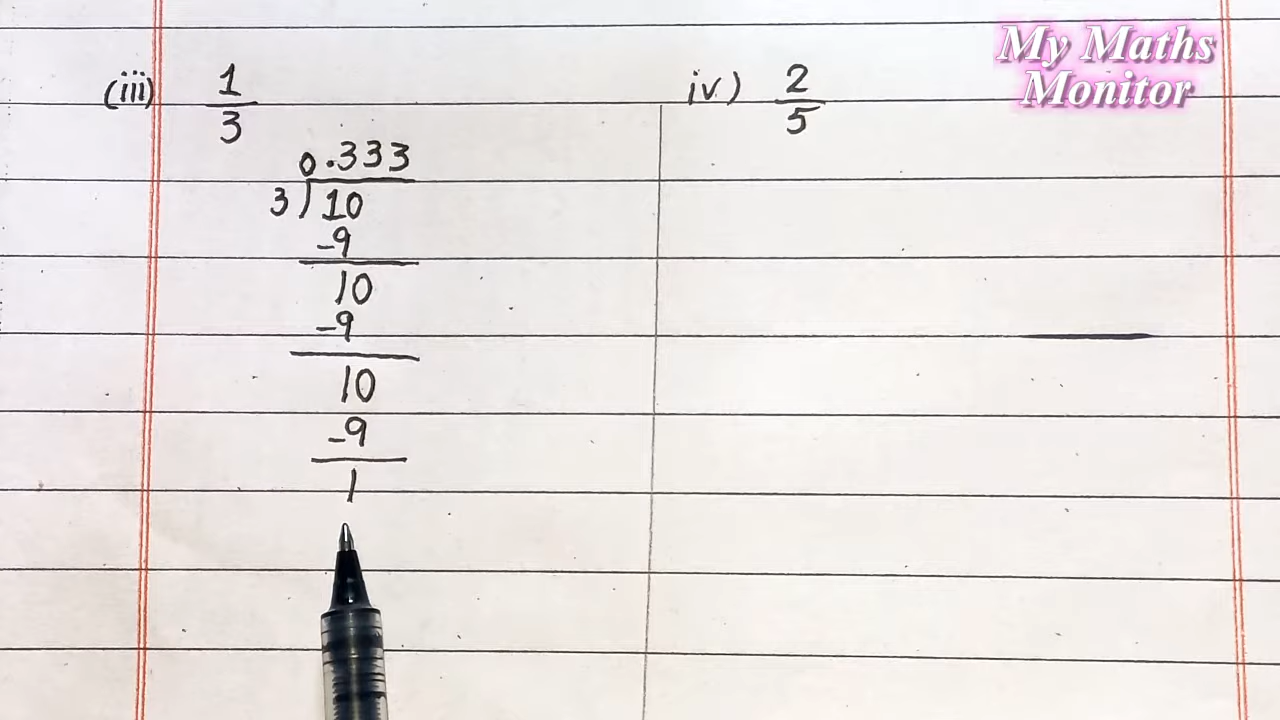 (iii) 1/3
0.333
3)10
-9
10
-9
10
-9
1
iv) 2/5
My Maths
Monitor